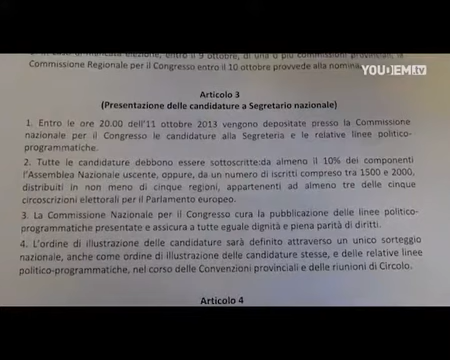 Commissione Regionale per il Congresso entro il 10 ottobre provvede alla nomina
YOUDEM.tv
Articolo 3
(Presentazione delle candidature a Segretario nazionale)
1. Entro le ore 20.00 dell'11 ottobre 2013 vengono depositate presso la Commissione
nazionale per il Congresso le candidature alla Segreteria e le relative linee politico-
programmatiche.
2. Tutte le candidature debbono essere sottoscritte da almeno il 10% dei componenti
l'Assemblea Nazionale uscente, oppure, da un numero di iscritti compreso tra 1500 e 2000,
distribuiti in non meno di cinque regioni, appartenenti ad almeno tre delle cinque
circoscrizioni elettorali per il Parlamento europeo.
3. La Commissione Nazionale per il Congresso cura la pubblicazione delle linee politico-
programmatiche presentate e assicura a tutte eguale dignità e piena parità di diritti.
4. L'ordine di illustrazione delle candidature sarà definito attraverso un unico sorteggio
nazionale, anche come ordine di illustrazione delle candidature stesse, e delle relative linee
politico-programmatiche, nel corso delle Convenzioni provinciali e delle riunioni di Circolo.
Articolo 4